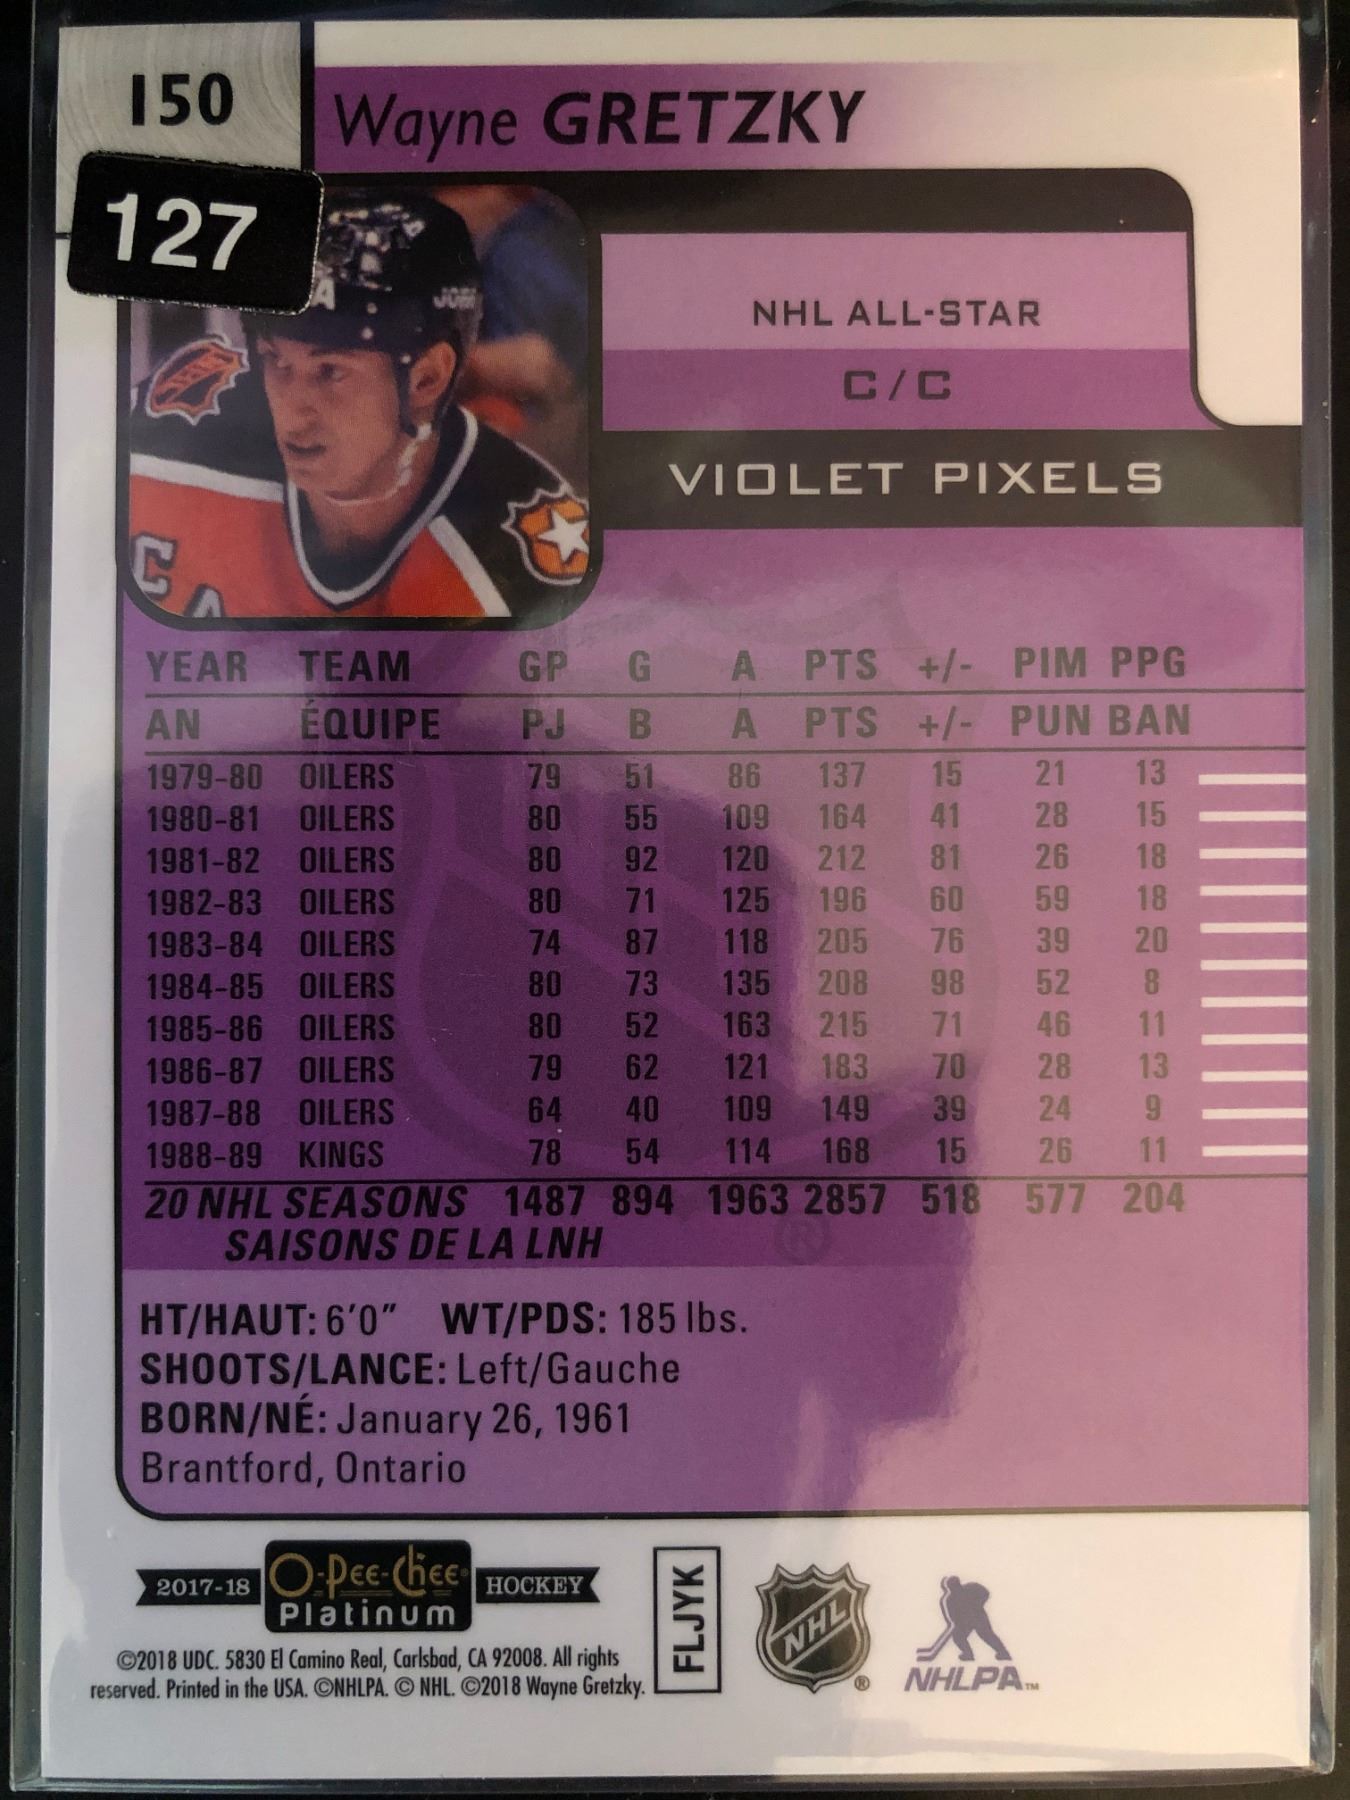 150
Wayne GRETZKY
127
NHL ALL-STAR
C/C
VIOLET PIXELS
YEAR TEAM GP G A PTS +/- PIM PPG
AN ÉQUIPE PJ B A PTS +/- PUN BAN
1979-80 OILERS 79 51 86 137 15 21 13
1980-81 OILERS 80 55 109 164 41 28 15
1981-82 OILERS 80 92 120 212 81 26 18
1982-83 OILERS 80 71 125 196 60 59 18
1983-84 OILERS 74 87 118 205 76 39 20
1984-85 OILERS 80 73 135 208 98 52 8
1985-86 OILERS 80 52 163 215 71 46 11
1986-87 OILERS 79 62 121 183 70 28 13
1987-88 OILERS 64 40 109 149 39 24 9
1988-89 KINGS 78 54 114 168 15 26 11
20 NHL SEASONS 1487 894 1963 2857 518 577 204
SAISONS DE LA LNH
HT/HAUT: 6'0" WT/PDS: 185 lbs.
SHOOTS/LANCE: Left/Gauche
BORN/NÉ: January 26, 1961
Brantford, Ontario
2017-18 O-Pee-Chee® HOCKEY
Platinum
©2018 UDC. 5830 El Camino Real, Carlsbad, CA 92008. All rights
reserved. Printed in the USA. ©NHLPA. © NHL. ©2018 Wayne Gretzky.
FLJYK
NHL ®
NHLPA™